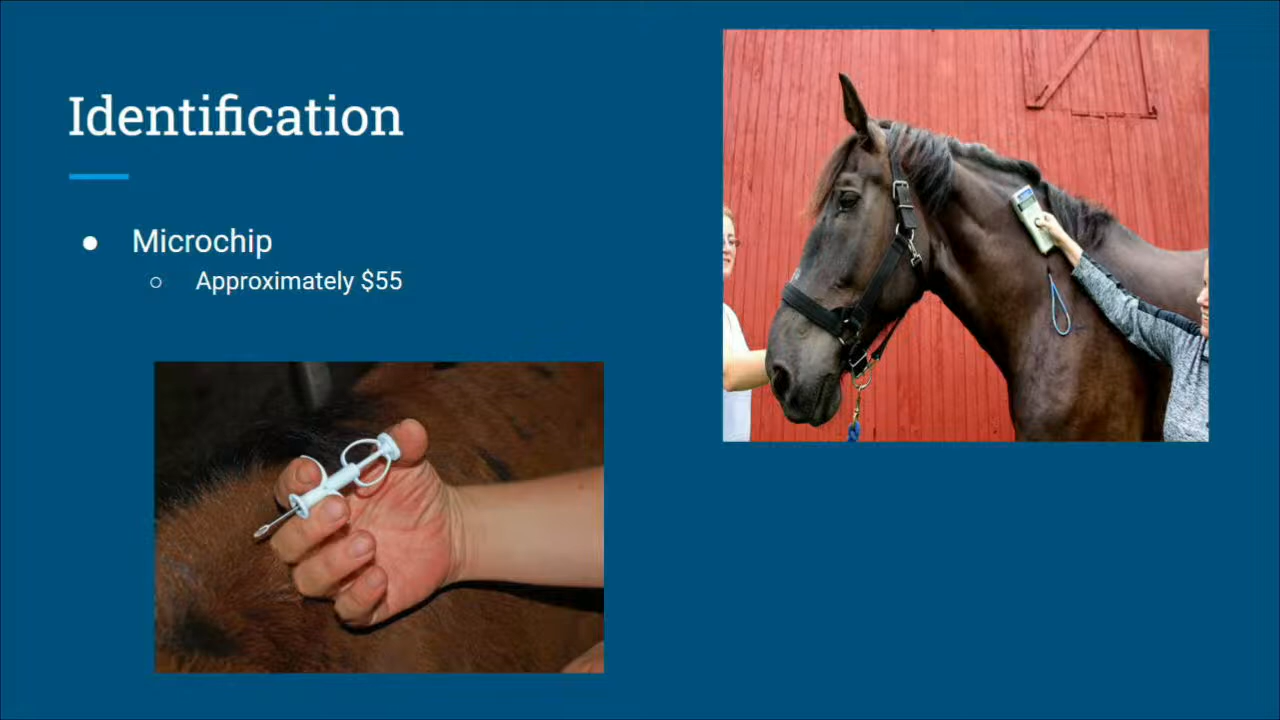 Identification
● Microchip
○ Approximately $55